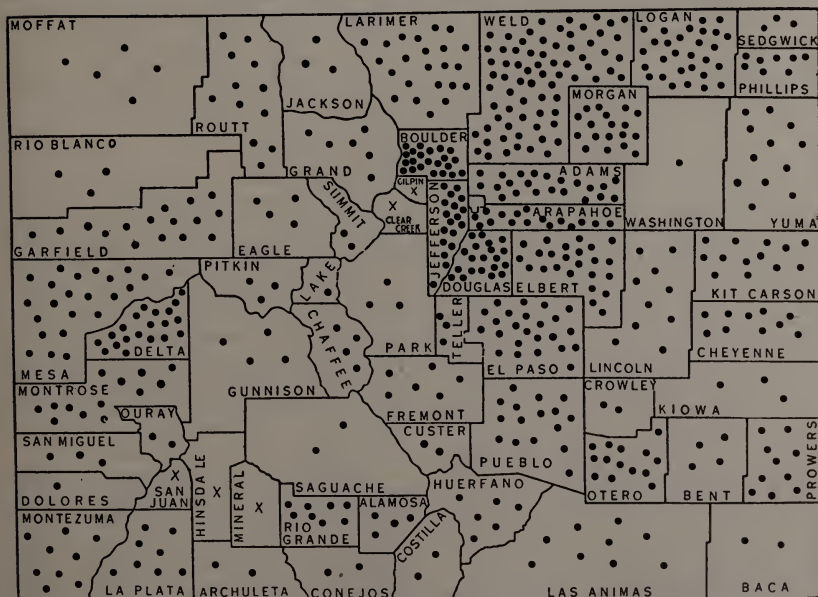 MOFFAT
LARIMER
WELD
LOGAN
SEDGWICK
PHILLIPS
JACKSON
ROUTT
MORGAN
RIO BLANCO
GRAND
BOULDER
GILPIN
X
X
CLEAR
CREEK
SUMMIT
JEFFERSON
ADAMS
ARAPAHOE
WASHINGTON
YUMA
GARFIELD
EAGLE
PITKIN
LAKE
DOUGLAS
ELBERT
KIT CARSON
CHAFFEE
PARK
TELLER
DELTA
MESA
GUNNISON
EL PASO
LINCOLN
CHEYENNE
MONTROSE
OURAY
FREMONT
CROWLEY
KIOWA
SAN MIGUEL
CUSTER
PUEBLO
X
SAN
JUAN
HINSDALE
X
MINERAL
X
SAGUACHE
HUERFANO
OTERO
BENT
PROWERS
DOLORES
MONTEZUMA
RIO
GRANDE
ALAMOSA
COSTILLA
LA PLATA
ARCHULETA
CONEJOS
LAS ANIMAS
BACA